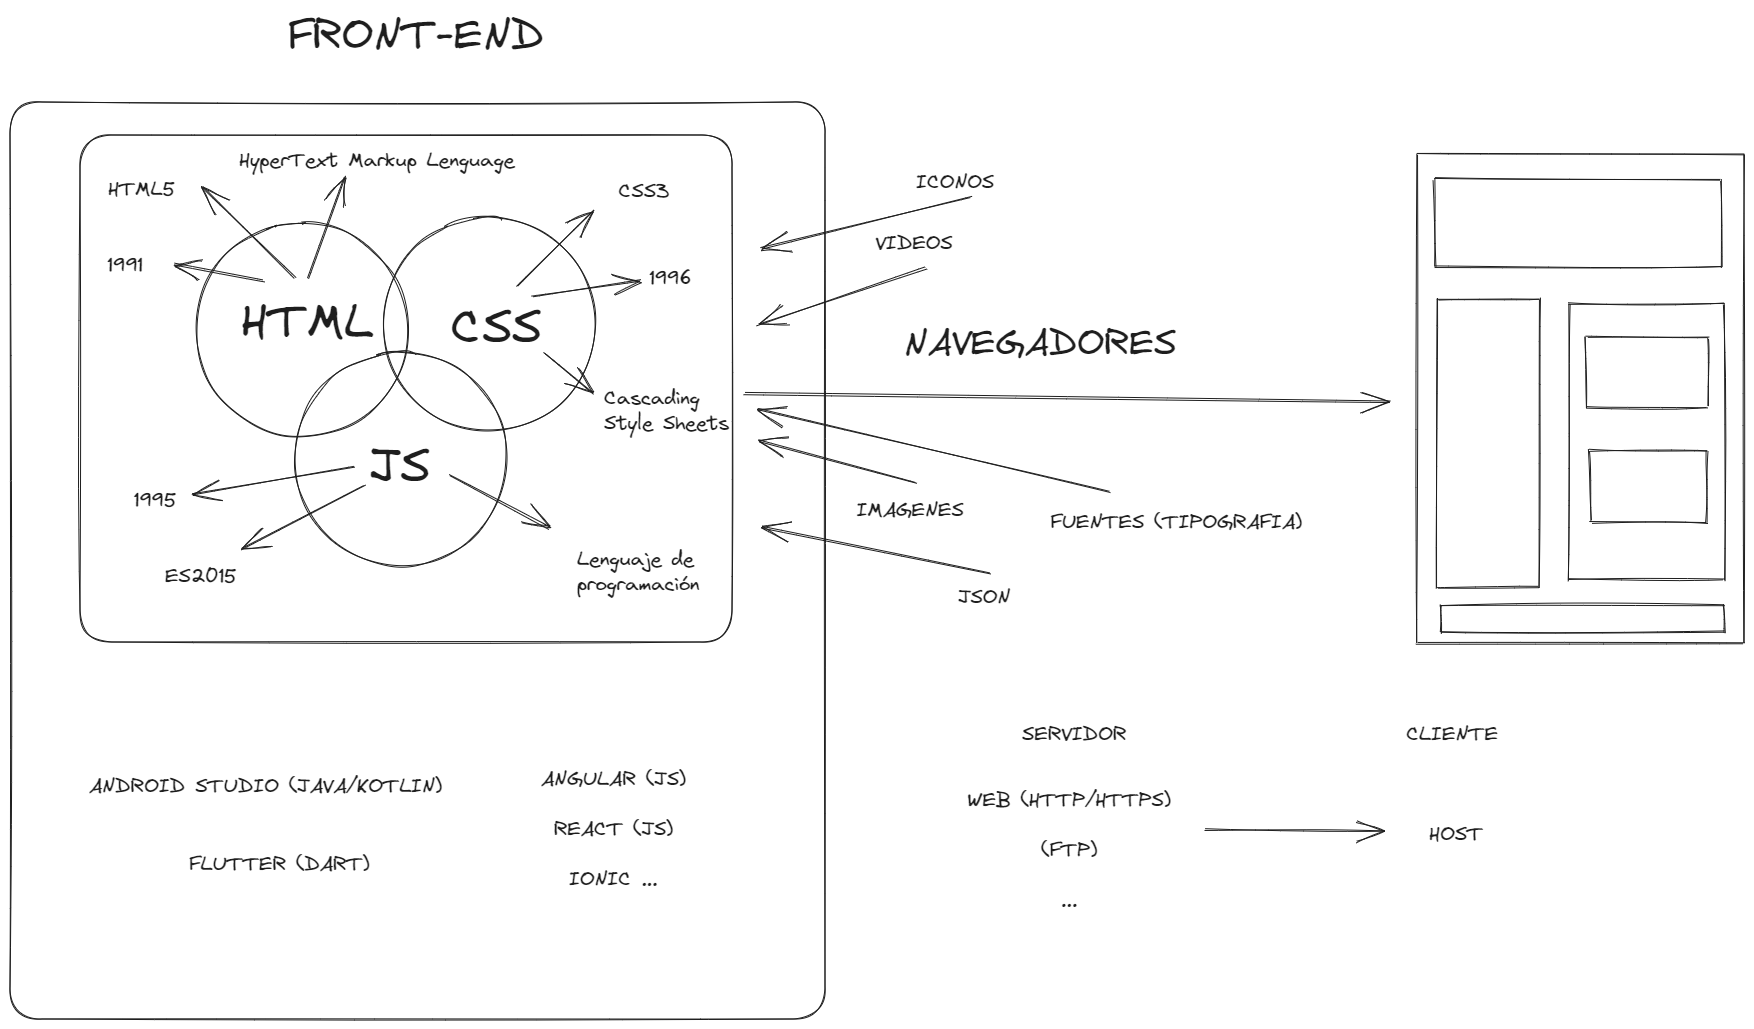 FRONT-END
HyperText Markup Lenguage
HTML5
CSS3
1991
1996
HTML
CSS
Cascading
Style Sheets
JS
1995
ES2015
Lenguaje de
programación
ICONOS
VIDEOS
NAVEGADORES
IMAGENES
FUENTES (TIPOGRAFIA)
JSON
ANDROID STUDIO (JAVA/KOTLIN)
FLUTTER (DART)
ANGULAR (JS)
REACT (JS)
IONIC ...
SERVIDOR
CLIENTE
WEB (HTTP/HTTPS)
(FTP)
...
HOST